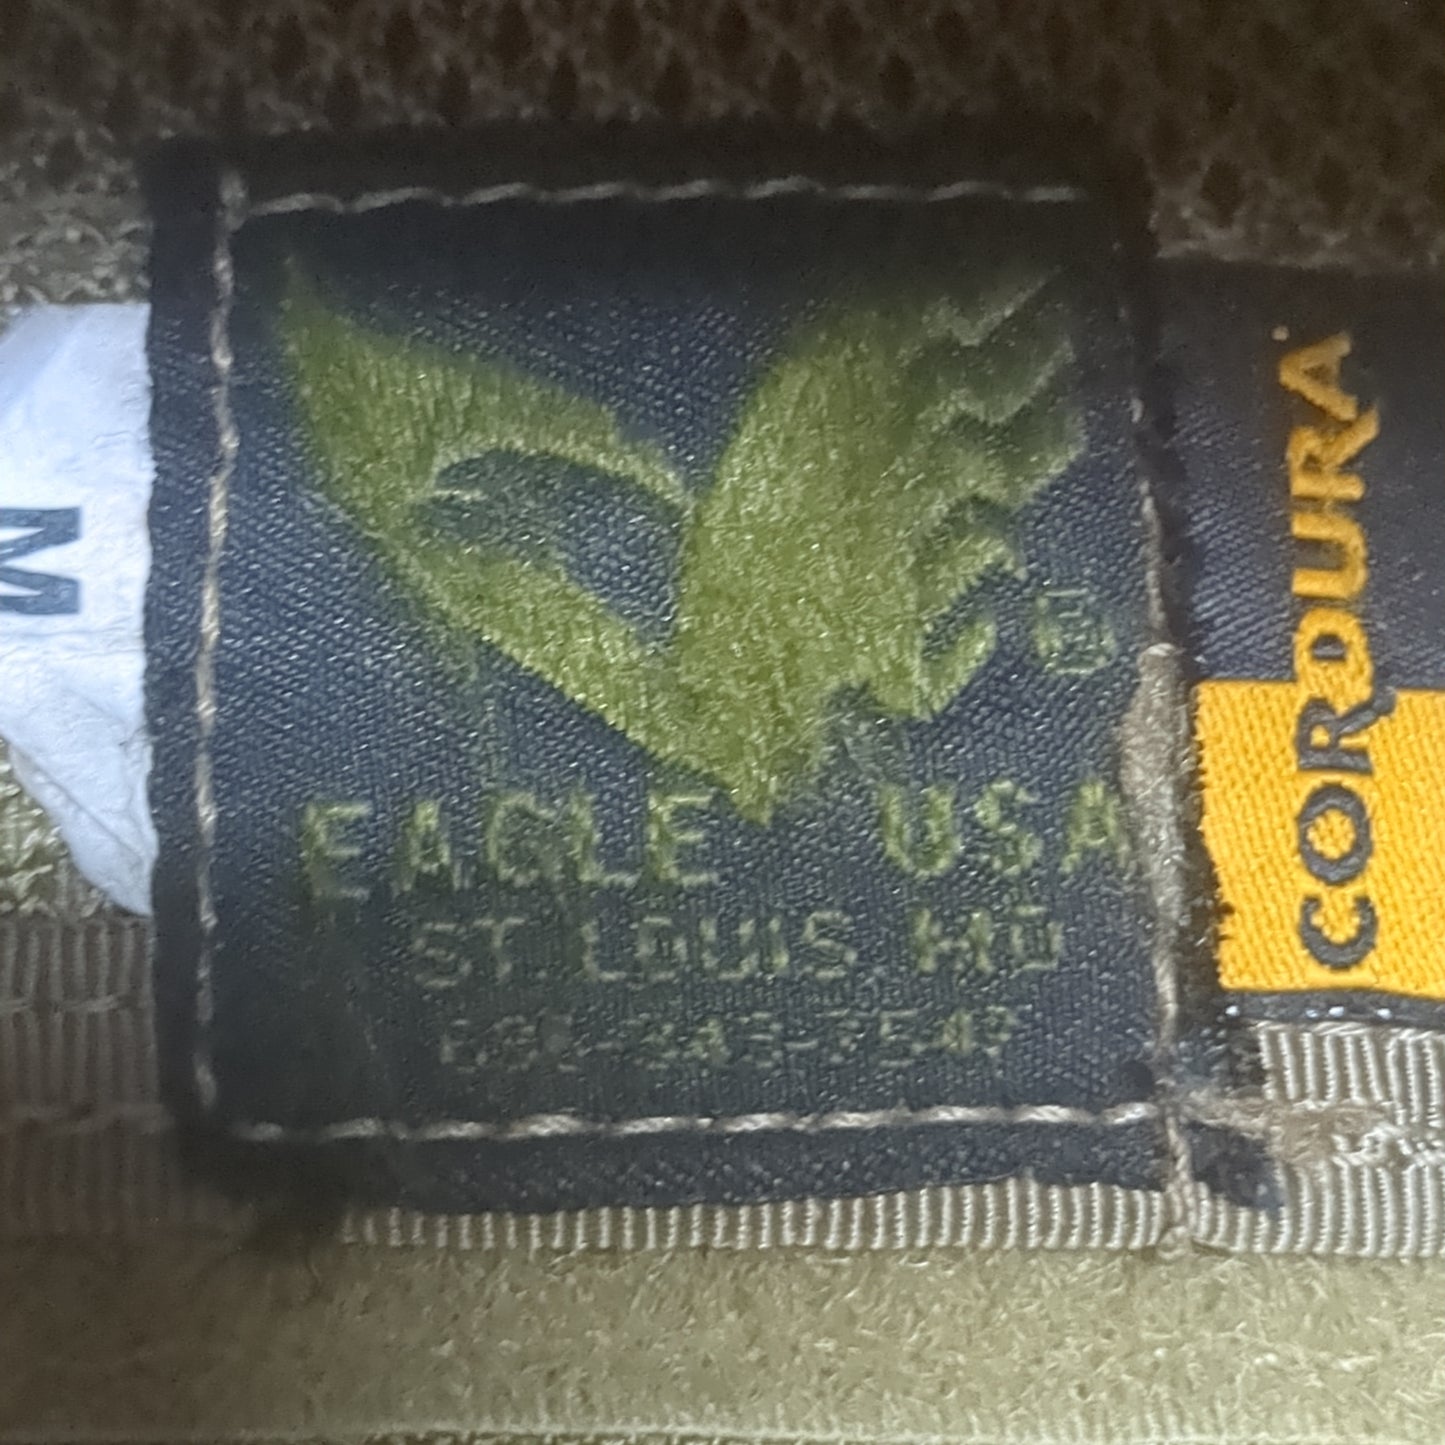 M
®
EAGLE USA
ST. LOUIS. MO
CORDURA